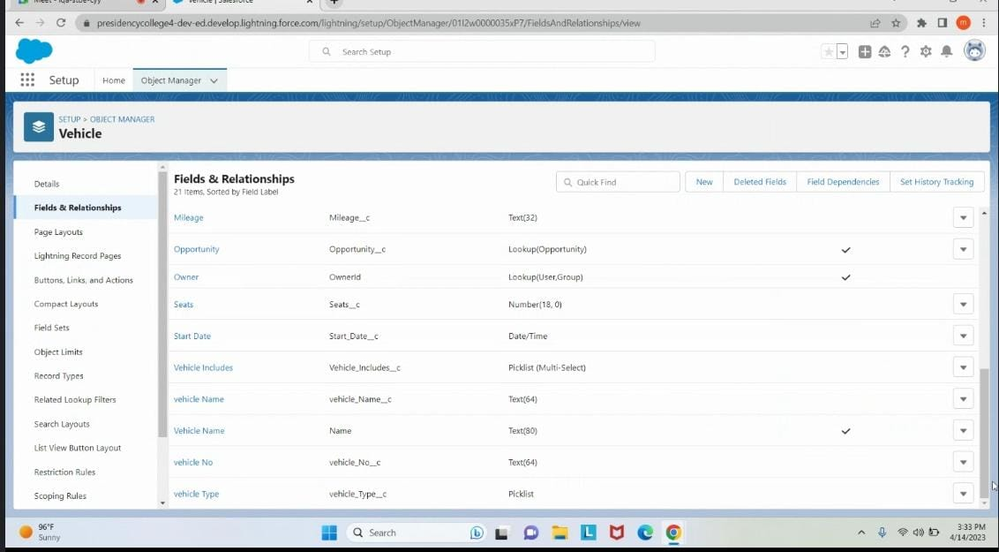 Meet - iqa-stbe-cyy
Vehicle | Salesforce
presidencycollege4-dev-ed.develop.lightning.force.com/lightning/setup/ObjectManager/01I2w0000035xP7/FieldsAndRelationships/view
m
Search Setup
Setup
Home
Object Manager
SETUP > OBJECT MANAGER
Vehicle
Details
Fields & Relationships
Page Layouts
Lightning Record Pages
Buttons, Links, and Actions
Compact Layouts
Field Sets
Object Limits
Record Types
Related Lookup Filters
Search Layouts
List View Button Layout
Restriction Rules
Scoping Rules
Fields & Relationships
21 Items, Sorted by Field Label
Quick Find
New
Deleted Fields
Field Dependencies
Set History Tracking
Mileage Mileage__c Text(32)
Opportunity Opportunity__c Lookup(Opportunity)
Owner OwnerId Lookup(User,Group)
Seats Seats__c Number(18, 0)
Start Date Start_Date__c Date/Time
Vehicle Includes Vehicle_Includes__c Picklist (Multi-Select)
vehicle Name vehicle_Name__c Text(64)
Vehicle Name Name Text(80)
vehicle No vehicle_No__c Text(64)
vehicle Type vehicle_Type__c Picklist
96°F
Sunny
Search
L
3:33 PM
4/14/2023